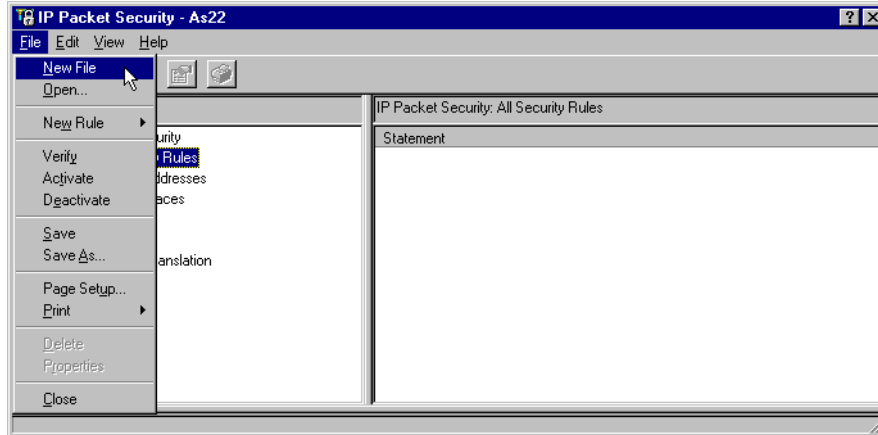 IP Packet Security - As22
File Edit View Help
New File
Open...
New Rule
Verify
Activate
Deactivate
Save
Save As...
Page Setup...
Print
Delete
Properties
Close
urity
Rules
ddresses
aces
anslation
IP Packet Security: All Security Rules
Statement